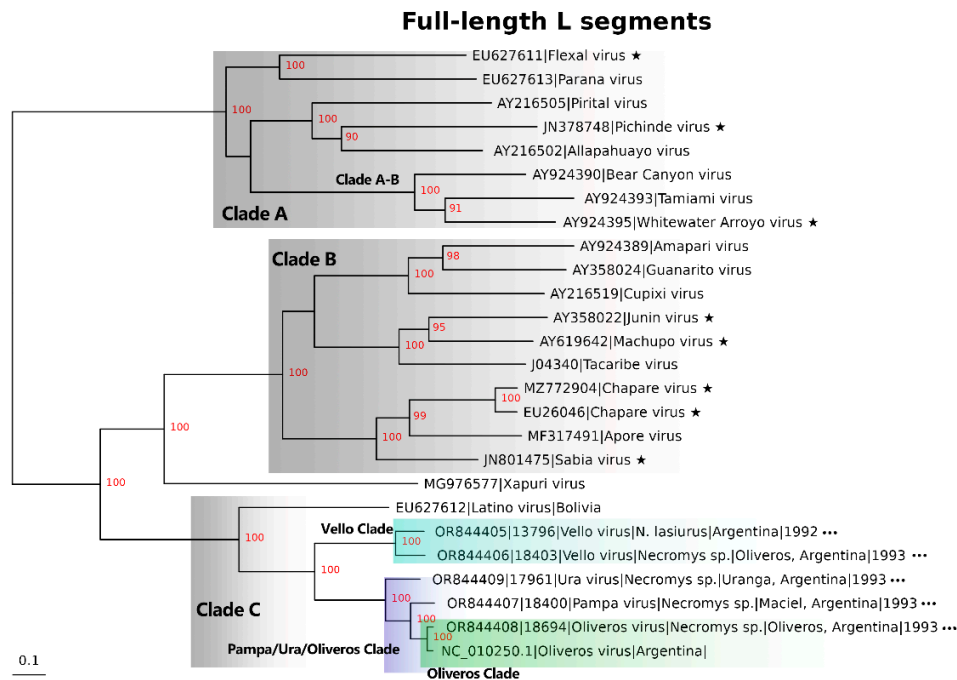 Full-length L segments
EU627611|Flexal virus ★
100
EU627613|Parana virus
100
AY216505|Pirital virus
100
JN378748|Pichinde virus ★
90
AY216502|Allapahuayo virus
AY924390|Bear Canyon virus
Clade A-B
100
AY924393|Tamiami virus
91
Clade A
AY924395|Whitewater Arroyo virus ★
AY924389|Amapari virus
98
Clade B
AY358024|Guanarito virus
100
AY216519|Cupixi virus
AY358022|Junin virus ★
95
AY619642|Machupo virus ★
100
J04340|Tacaribe virus
100
MZ772904|Chapare virus ★
100
EU26046|Chapare virus ★
99
MF317491|Apore virus
100
100
JN801475|Sabia virus ★
100
MG976577|Xapuri virus
EU627612|Latino virus|Bolivia
Vello Clade
OR844405|13796|Vello virus|N. lasiurus|Argentina|1992 •••
100
100
OR844406|18403|Vello virus|Necromys sp.|Oliveros, Argentina|1993 •••
100
OR844409|17961|Ura virus|Necromys sp.|Uranga, Argentina|1993 •••
100
Clade C
OR844407|18400|Pampa virus|Necromys sp.|Maciel, Argentina|1993 •••
100
OR844408|18694|Oliveros virus|Necromys sp.|Oliveros, Argentina|1993 •••
100
Pampa/Ura/Oliveros Clade
NC_010250.1|Oliveros virus|Argentina|
0.1
Oliveros Clade